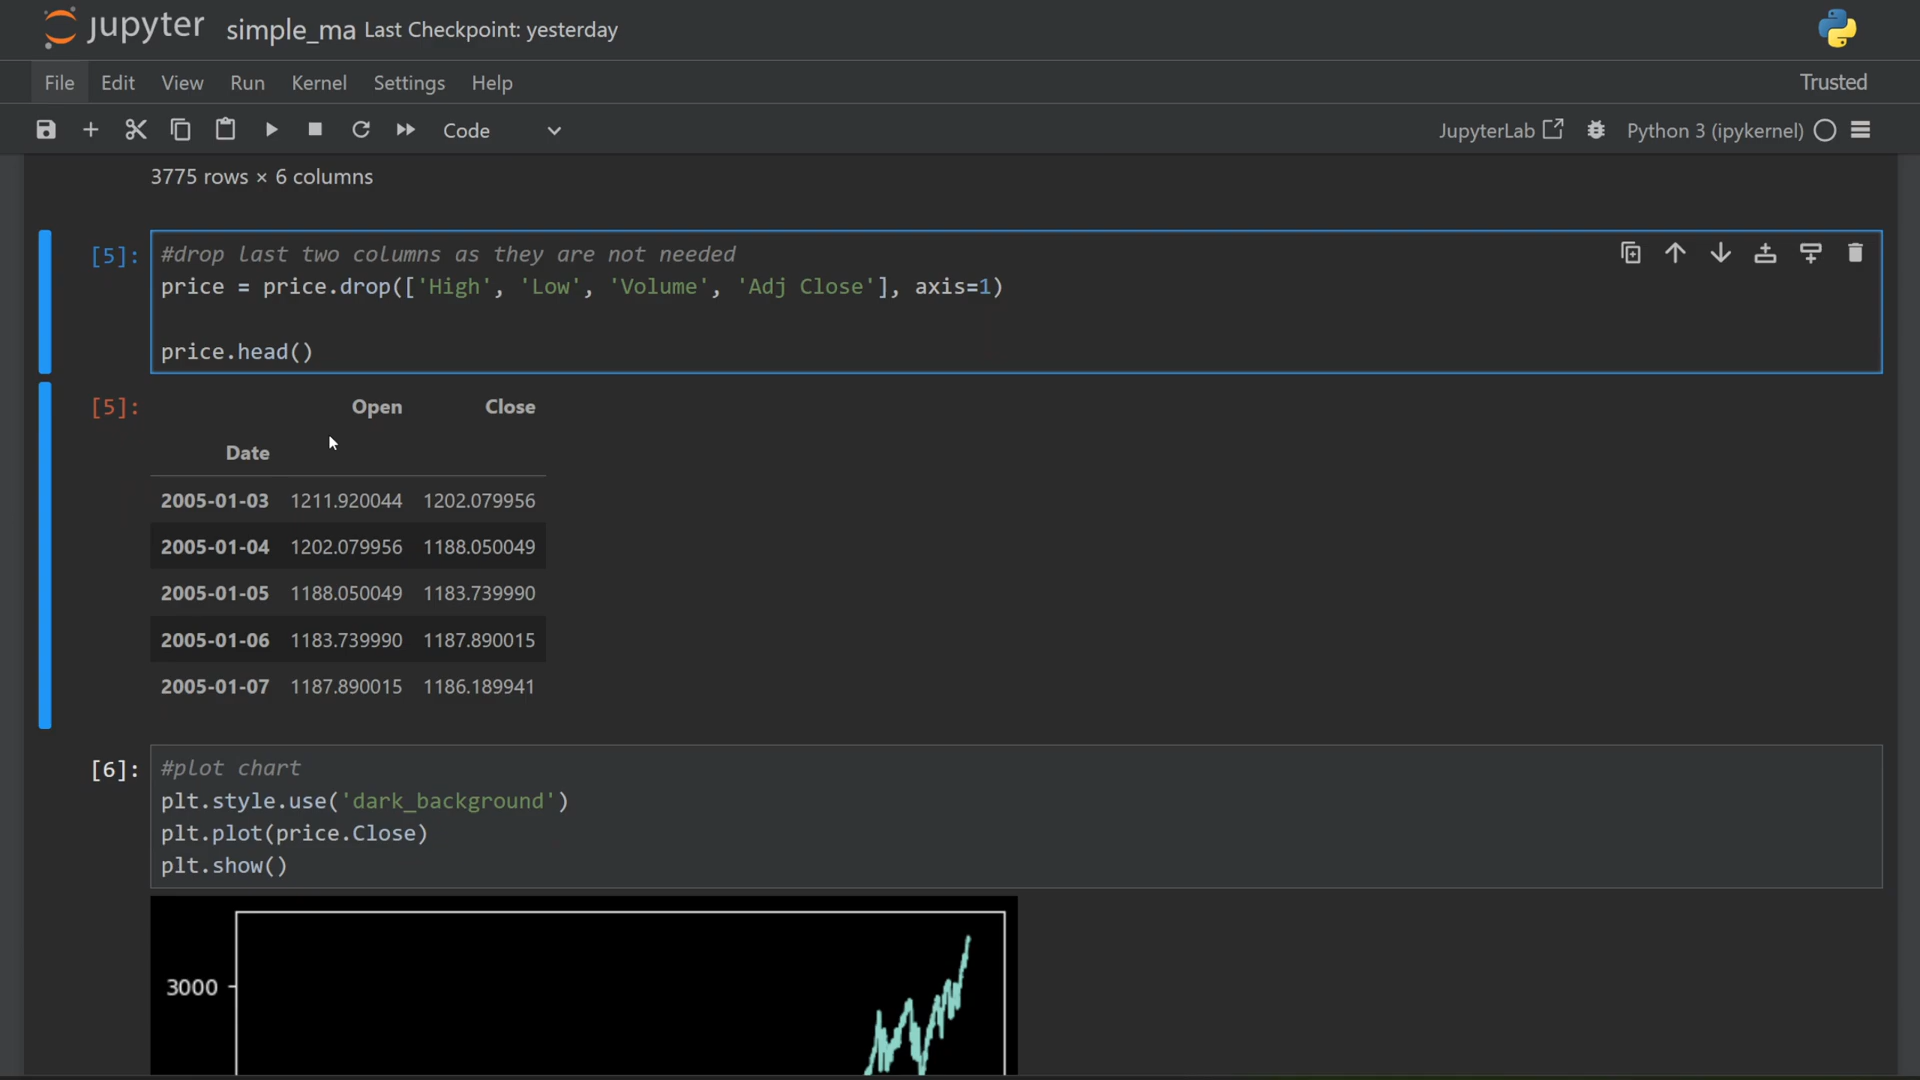 jupyter simple_ma Last Checkpoint: yesterday
File Edit View Run Kernel Settings Help Trusted
Code JupyterLab Python 3 (ipykernel)
3775 rows × 6 columns
[5]: #drop last two columns as they are not needed
price = price.drop(['High', 'Low', 'Volume', 'Adj Close'], axis=1)
price.head()
[5]: Open Close
Date
2005-01-03 1211.920044 1202.079956
2005-01-04 1202.079956 1188.050049
2005-01-05 1188.050049 1183.739990
2005-01-06 1183.739990 1187.890015
2005-01-07 1187.890015 1186.189941
[6]: #plot chart
plt.style.use('dark_background')
plt.plot(price.Close)
plt.show()
3000